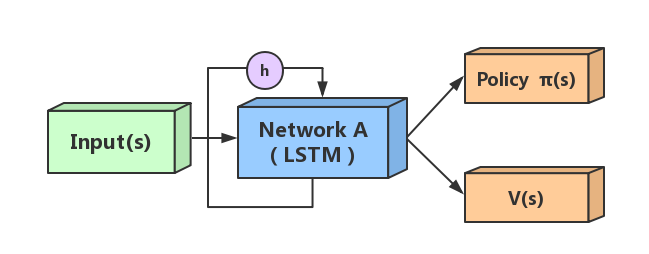 h
Input(s)
Network A
( LSTM )
Policy π(s)
V(s)